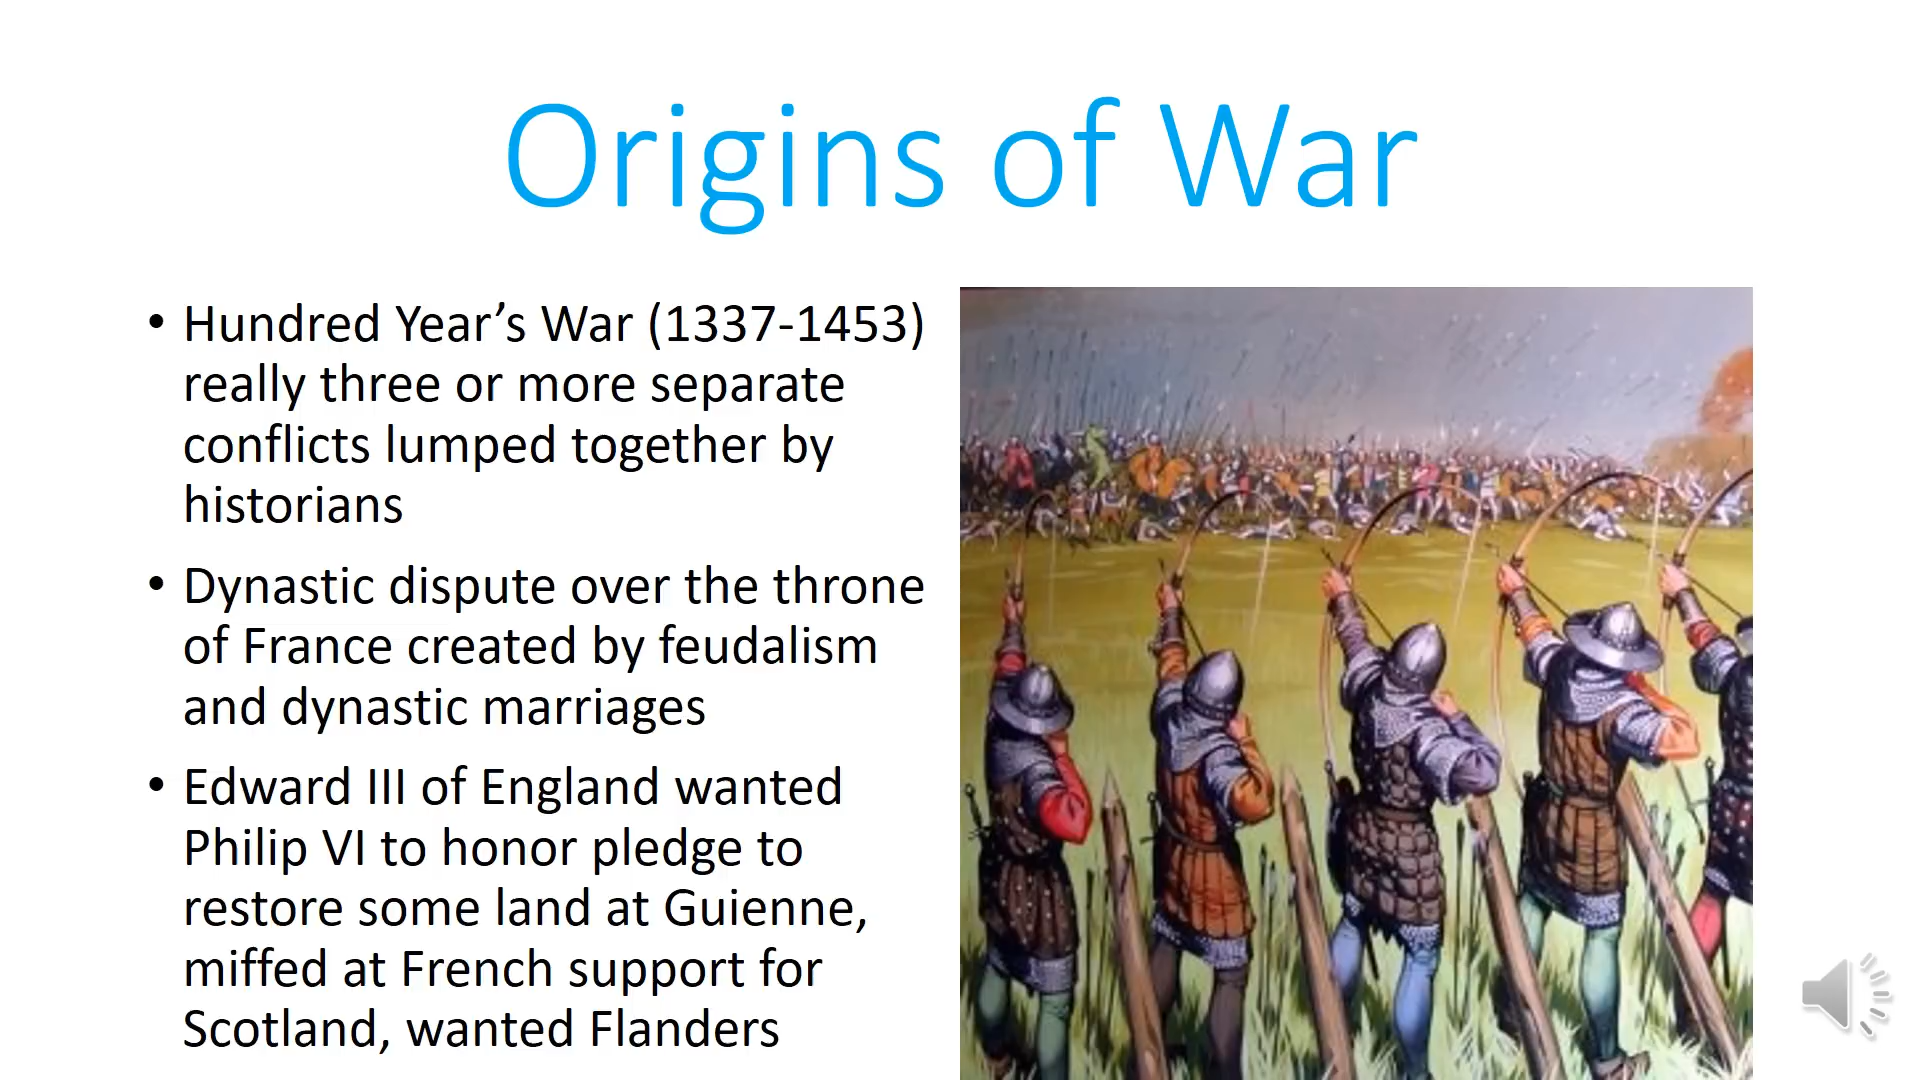 Origins of War
• Hundred Year’s War (1337-1453)
really three or more separate
conflicts lumped together by
historians
• Dynastic dispute over the throne
of France created by feudalism
and dynastic marriages
• Edward III of England wanted
Philip VI to honor pledge to
restore some land at Guienne,
miffed at French support for
Scotland, wanted Flanders